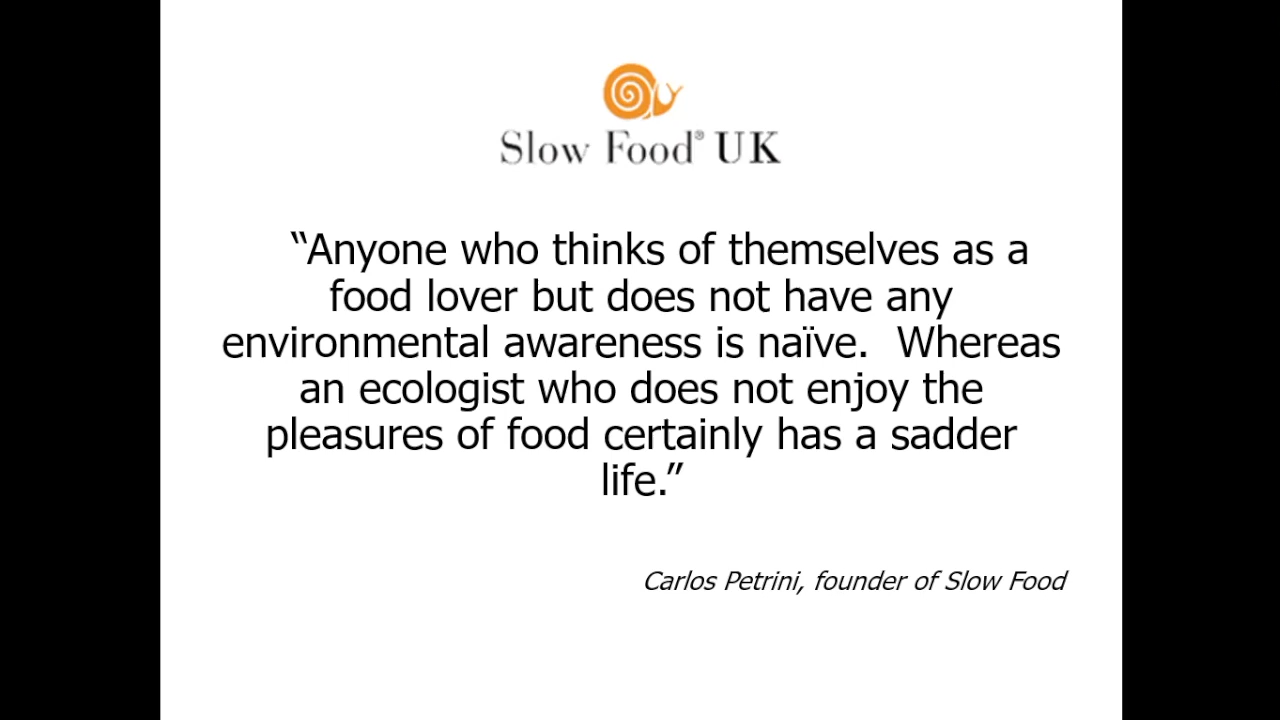 Slow Food® UK
“Anyone who thinks of themselves as a
food lover but does not have any
environmental awareness is naïve.  Whereas
an ecologist who does not enjoy the
pleasures of food certainly has a sadder
life.”
Carlos Petrini, founder of Slow Food